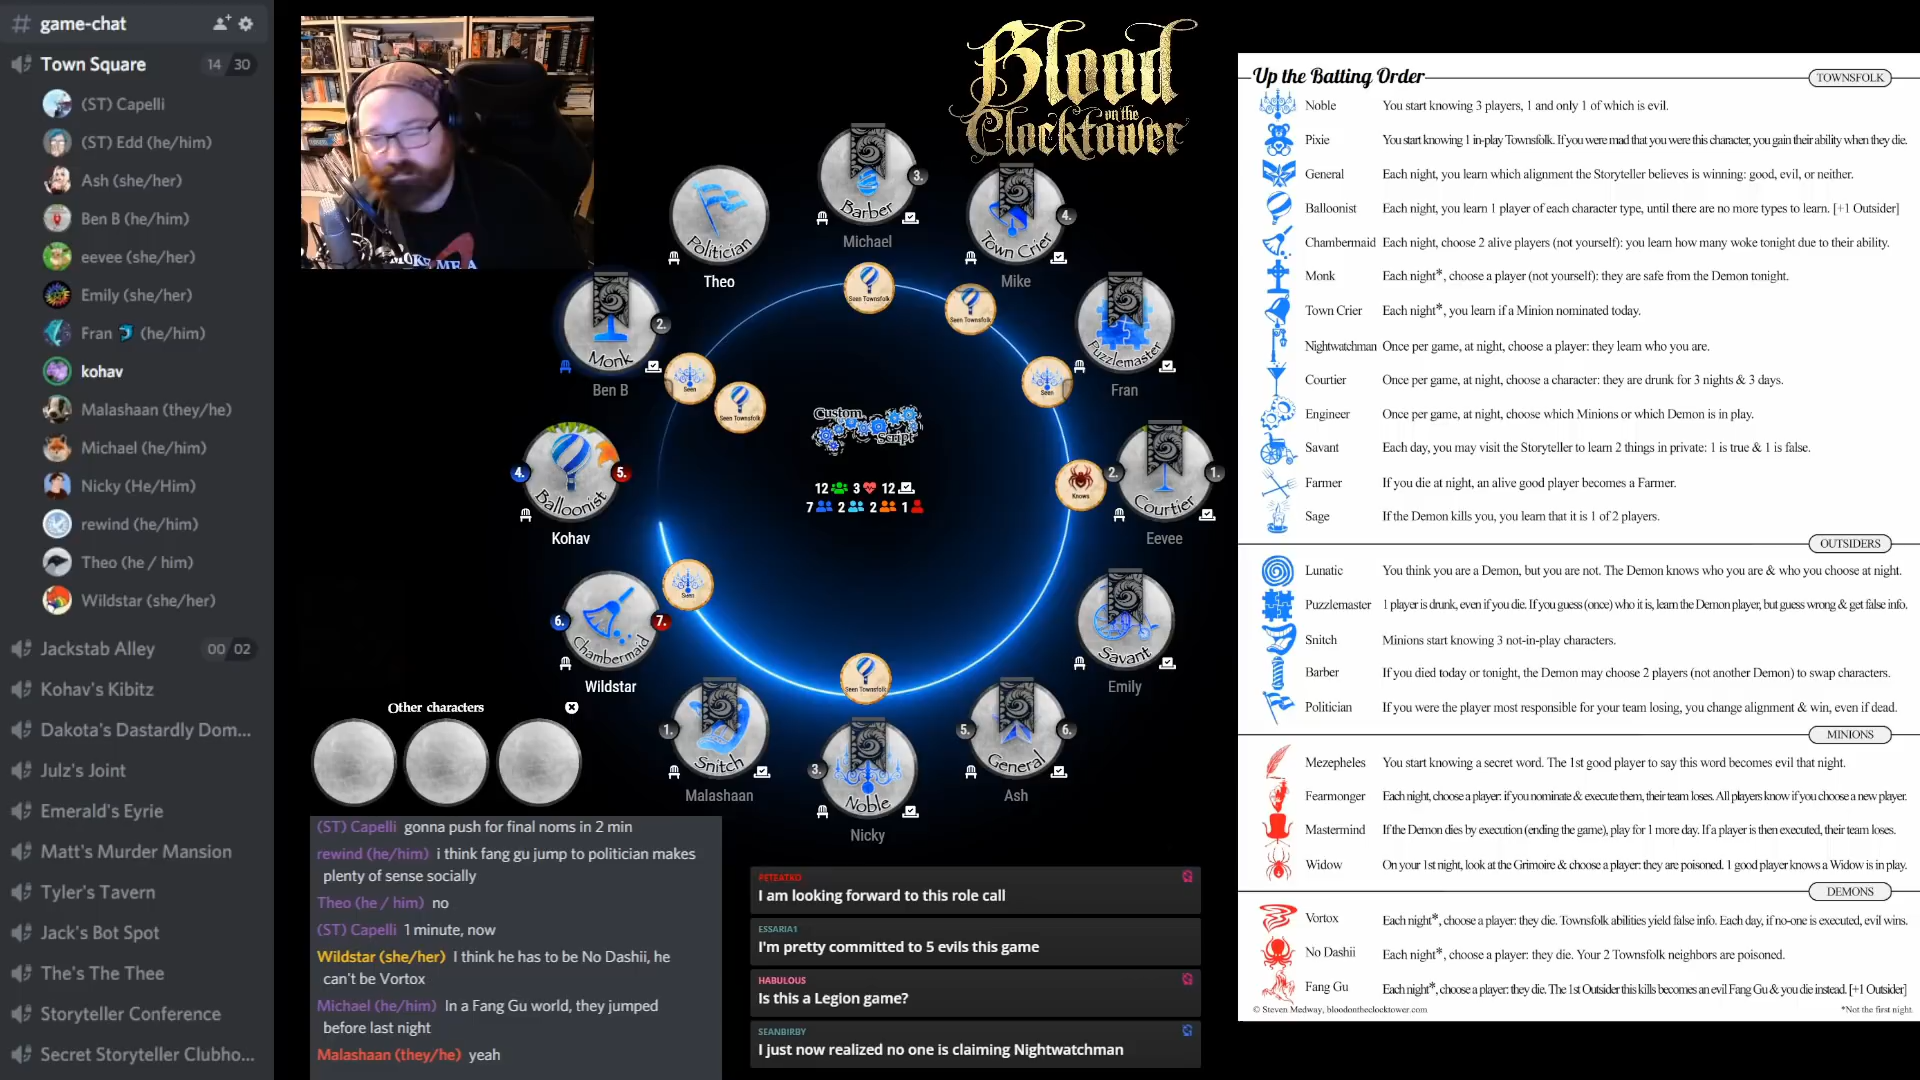 game-chat
Town Square
14 / 30
(ST) Capelli
(ST) Edd (he/him)
Ash (she/her)
Ben B (he/him)
eevee (she/her)
Emily (she/her)
Fran (he/him)
kohav
Malashaan (they/he)
Michael (he/him)
Nicky (He/Him)
rewind (he/him)
Theo (he / him)
Wildstar (she/her)
Jackstab Alley
00 / 02
Kohav's Kibitz
Dakota's Dastardly Dom...
Julz's Joint
Emerald's Eyrie
Matt's Murder Mansion
Tyler's Tavern
Jack's Bot Spot
The's The Thee
Storyteller Conference
Secret Storyteller Clubho...
Blood
on the
Clocktower
Politician
Theo
Barber
3.
Michael
Town Crier
4.
Mike
Puzzlemaster
Fran
Courtier
2.
1.
Eevee
Savant
Emily
General
5.
6.
Ash
Noble
3.
Nicky
Snitch
1.
Malashaan
Chambermaid
6.
7.
Wildstar
Balloonist
4.
5.
Kohav
Monk
2.
Ben B
Seen Townsfolk
Seen Townsfolk
Seen
Knows
Seen Townsfolk
Seen
Seen
Seen Townsfolk
Custom
Script
12 3 12
7 2 2 1
Other characters
(ST) Capelli gonna push for final noms in 2 min
rewind (he/him) i think fang gu jump to politician makes
plenty of sense socially
Theo (he / him) no
(ST) Capelli 1 minute, now
Wildstar (she/her) I think he has to be No Dashii, he
can't be Vortox
Michael (he/him) In a Fang Gu world, they jumped
before last night
Malashaan (they/he) yeah
PETEATKO
I am looking forward to this role call
ESSARIA1
I'm pretty committed to 5 evils this game
HABULOUS
Is this a Legion game?
SEANBIRBY
I just now realized no one is claiming Nightwatchman
Up the Batting Order
TOWNSFOLK
Noble You start knowing 3 players, 1 and only 1 of which is evil.
Pixie You start knowing 1 in-play Townsfolk. If you were mad that you were this character, you gain their ability when they die.
General Each night, you learn which alignment the Storyteller believes is winning: good, evil, or neither.
Balloonist Each night, you learn 1 player of each character type, until there are no more types to learn. [+1 Outsider]
Chambermaid Each night, choose 2 alive players (not yourself): you learn how many woke tonight due to their ability.
Monk Each night*, choose a player (not yourself): they are safe from the Demon tonight.
Town Crier Each night*, you learn if a Minion nominated today.
Nightwatchman Once per game, at night, choose a player: they learn who you are.
Courtier Once per game, at night, choose a character: they are drunk for 3 nights & 3 days.
Engineer Once per game, at night, choose which Minions or which Demon is in play.
Savant Each day, you may visit the Storyteller to learn 2 things in private: 1 is true & 1 is false.
Farmer If you die at night, an alive good player becomes a Farmer.
Sage If the Demon kills you, you learn that it is 1 of 2 players.
OUTSIDERS
Lunatic You think you are a Demon, but you are not. The Demon knows who you are & who you choose at night.
Puzzlemaster 1 player is drunk, even if you die. If you guess (once) who it is, learn the Demon player, but guess wrong & get false info.
Snitch Minions start knowing 3 not-in-play characters.
Barber If you died today or tonight, the Demon may choose 2 players (not another Demon) to swap characters.
Politician If you were the player most responsible for your team losing, you change alignment & win, even if dead.
MINIONS
Mezepheles You start knowing a secret word. The 1st good player to say this word becomes evil that night.
Fearmonger Each night, choose a player: if you nominate & execute them, their team loses. All players know if you choose a new player.
Mastermind If the Demon dies by execution (ending the game), play for 1 more day. If a player is then executed, their team loses.
Widow On your 1st night, look at the Grimoire & choose a player: they are poisoned. 1 good player knows a Widow is in play.
DEMONS
Vortox Each night*, choose a player: they die. Townsfolk abilities yield false info. Each day, if no-one is executed, evil wins.
No Dashii Each night*, choose a player: they die. Your 2 Townsfolk neighbors are poisoned.
Fang Gu Each night*, choose a player: they die. The 1st Outsider this kills becomes an evil Fang Gu & you die instead. [+1 Outsider]
© Steven Medway, bloodontheclocktower.com
*Not the first night.